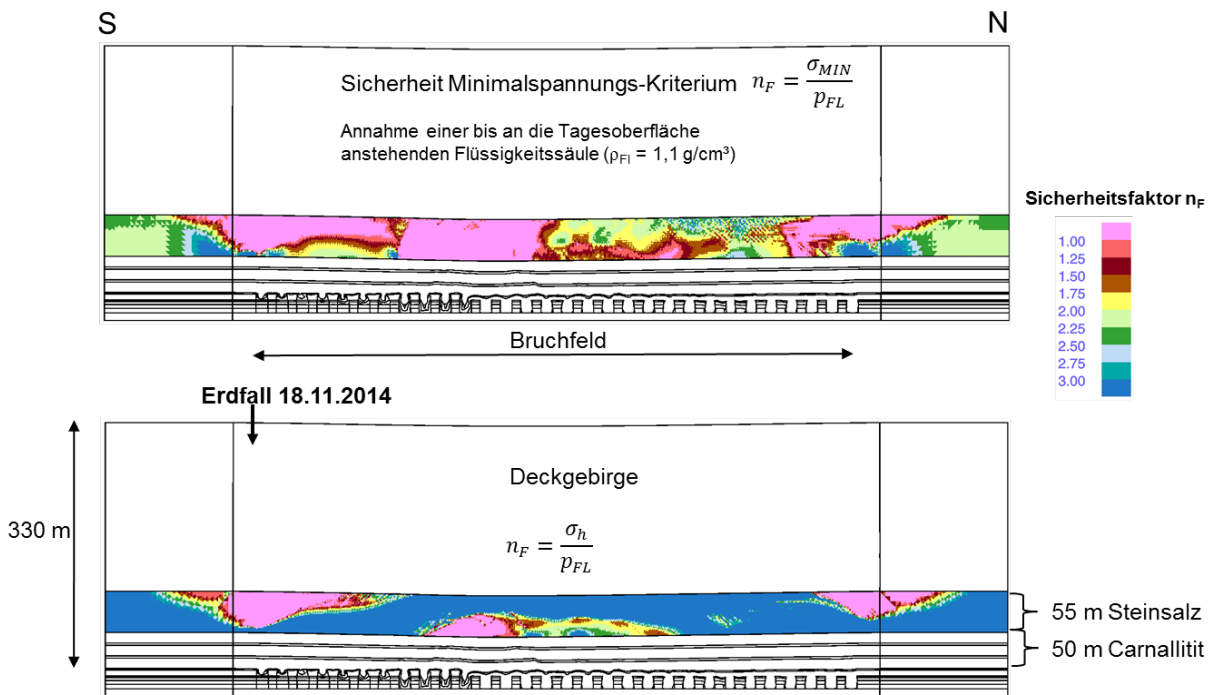 S
N
Sicherheit Minimalspannungs-Kriterium n_F = σ_MIN / p_FL
Annahme einer bis an die Tagesoberfläche
anstehenden Flüssigkeitssäule (ρ_Fl = 1,1 g/cm³)
Sicherheitsfaktor n_F
1.00
1.25
1.50
1.75
2.00
2.25
2.50
2.75
3.00
Bruchfeld
Erdfall 18.11.2014
Deckgebirge
330 m
n_F = σ_h / p_FL
55 m Steinsalz
50 m Carnallitit